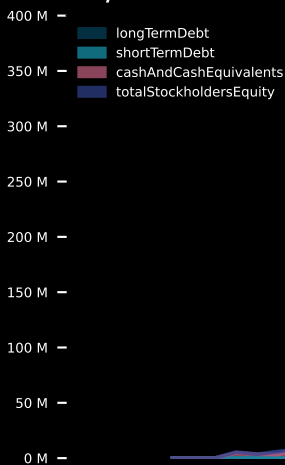 400 M
longTermDebt
shortTermDebt
350 M
cashAndCashEquivalents
totalStockholdersEquity
300 M
250 M
200 M
150 M
100 M
50 M
0 M